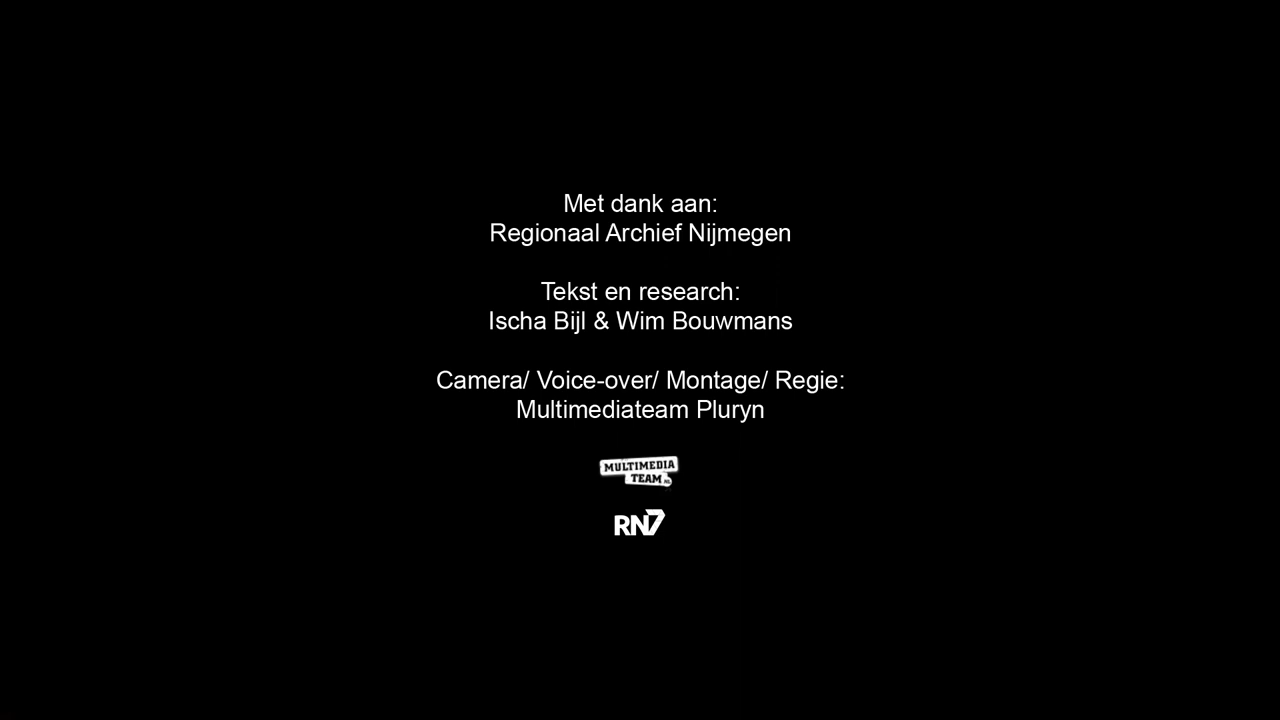 Met dank aan:
Regionaal Archief Nijmegen
Tekst en research:
Ischa Bijl & Wim Bouwmans
Camera/ Voice-over/ Montage/ Regie:
Multimediateam Pluryn
MULTIMEDIA
TEAM.NL
RN7